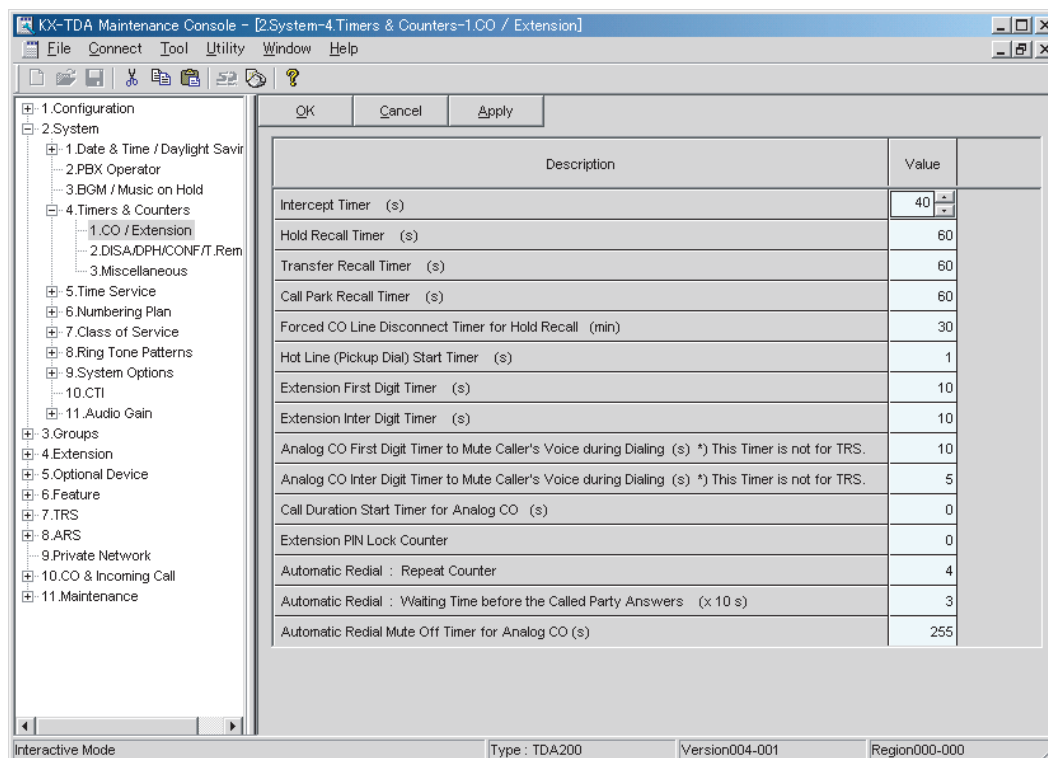 KX-TDA Maintenance Console - [2.System-4.Timers & Counters-1.CO / Extension]
File Connect Tool Utility Window Help
1.Configuration
2.System
1.Date & Time / Daylight Savir
2.PBX Operator
3.BGM / Music on Hold
4.Timers & Counters
1.CO / Extension
2.DISA/DPH/CONF/T.Rem
3.Miscellaneous
5.Time Service
6.Numbering Plan
7.Class of Service
8.Ring Tone Patterns
9.System Options
10.CTI
11.Audio Gain
3.Groups
4.Extension
5.Optional Device
6.Feature
7.TRS
8.ARS
9.Private Network
10.CO & Incoming Call
11.Maintenance
OK Cancel Apply
Description Value
Intercept Timer (s) 40
Hold Recall Timer (s) 60
Transfer Recall Timer (s) 60
Call Park Recall Timer (s) 60
Forced CO Line Disconnect Timer for Hold Recall (min) 30
Hot Line (Pickup Dial) Start Timer (s) 1
Extension First Digit Timer (s) 10
Extension Inter Digit Timer (s) 10
Analog CO First Digit Timer to Mute Caller's Voice during Dialing (s) *) This Timer is not for TRS. 10
Analog CO Inter Digit Timer to Mute Caller's Voice during Dialing (s) *) This Timer is not for TRS. 5
Call Duration Start Timer for Analog CO (s) 0
Extension PIN Lock Counter 0
Automatic Redial : Repeat Counter 4
Automatic Redial : Waiting Time before the Called Party Answers (x 10 s) 3
Automatic Redial Mute Off Timer for Analog CO (s) 255
Interactive Mode Type : TDA200 Version004-001 Region000-000